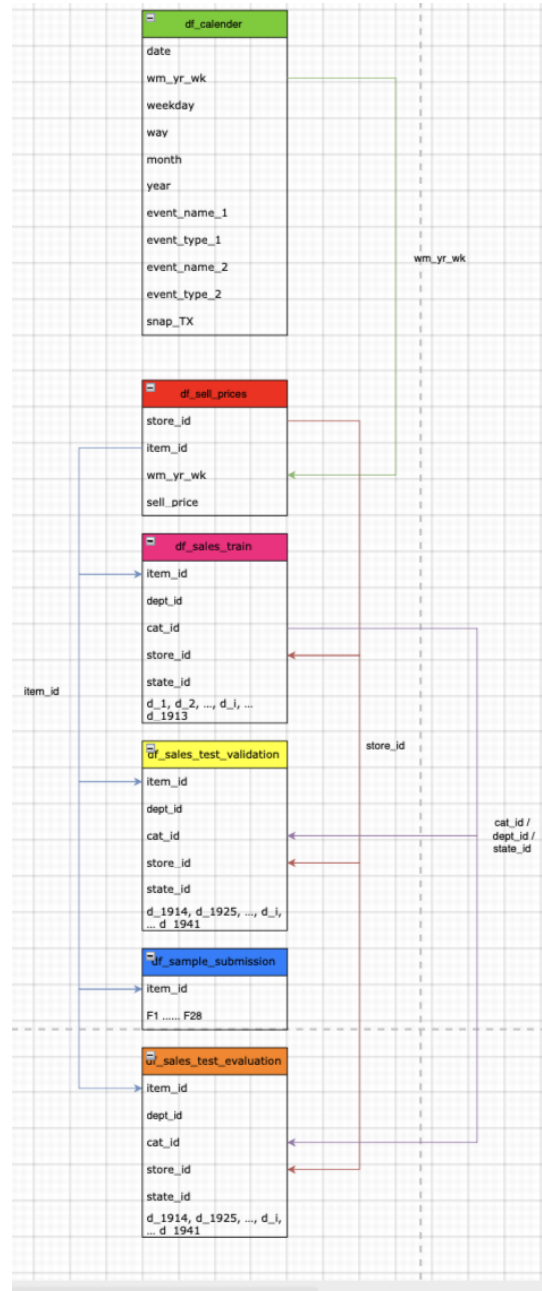 df_calender
date
wm_yr_wk
weekday
way
month
year
event_name_1
event_type_1
event_name_2
event_type_2
snap_TX
wm_yr_wk
df_sell_prices
store_id
item_id
wm_yr_wk
sell_price
df_sales_train
item_id
dept_id
cat_id
store_id
state_id
d_1, d_2, ..., d_i, ...
d_1913
item_id
store_id
df_sales_test_validation
item_id
dept_id
cat_id
store_id
state_id
d_1914, d_1925, ..., d_i,
... d_1941
cat_id /
dept_id /
state_id
df_sample_submission
item_id
F1 ...... F28
df_sales_test_evaluation
item_id
dept_id
cat_id
store_id
state_id
d_1914, d_1925, ..., d_i,
... d_1941